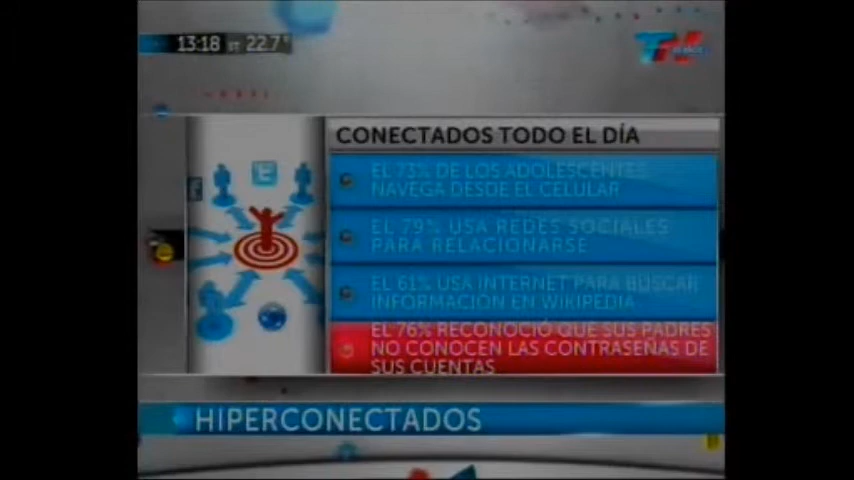 13:18 ST 22.7°
TN
CONECTADOS TODO EL DÍA
EL 73% DE LOS ADOLESCENTES
NAVEGA DESDE EL CELULAR
EL 79% USA REDES SOCIALES
PARA RELACIONARSE
EL 61% USA INTERNET PARA BUSCAR
INFORMACIÓN EN WIKIPEDIA
EL 76% RECONOCIÓ QUE SUS PADRES
NO CONOCEN LAS CONTRASEÑAS DE
SUS CUENTAS
HIPERCONECTADOS